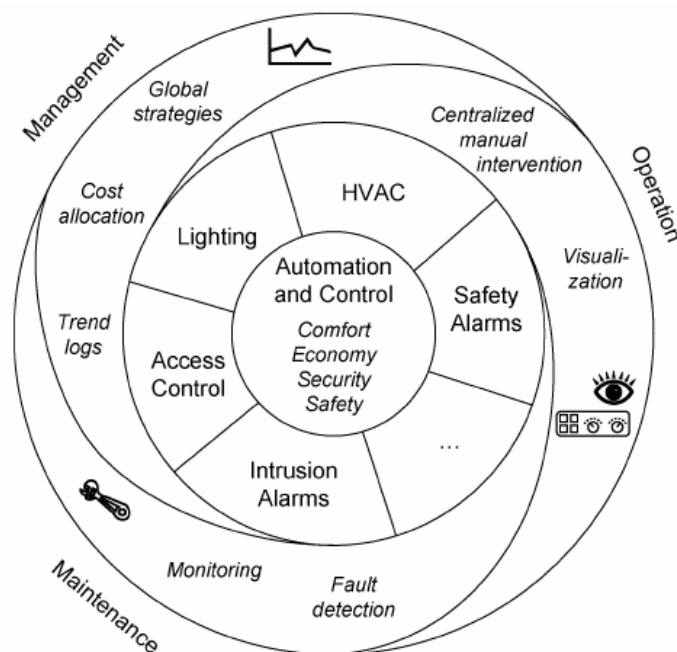 Management
Global
strategies
Cost
allocation
Trend
logs
Centralized
manual
intervention
Operation
Visuali-
zation
HVAC
Lighting
Safety
Alarms
Access
Control
Intrusion
Alarms
...
Automation
and Control
Comfort
Economy
Security
Safety
Monitoring
Fault
detection
Maintenance